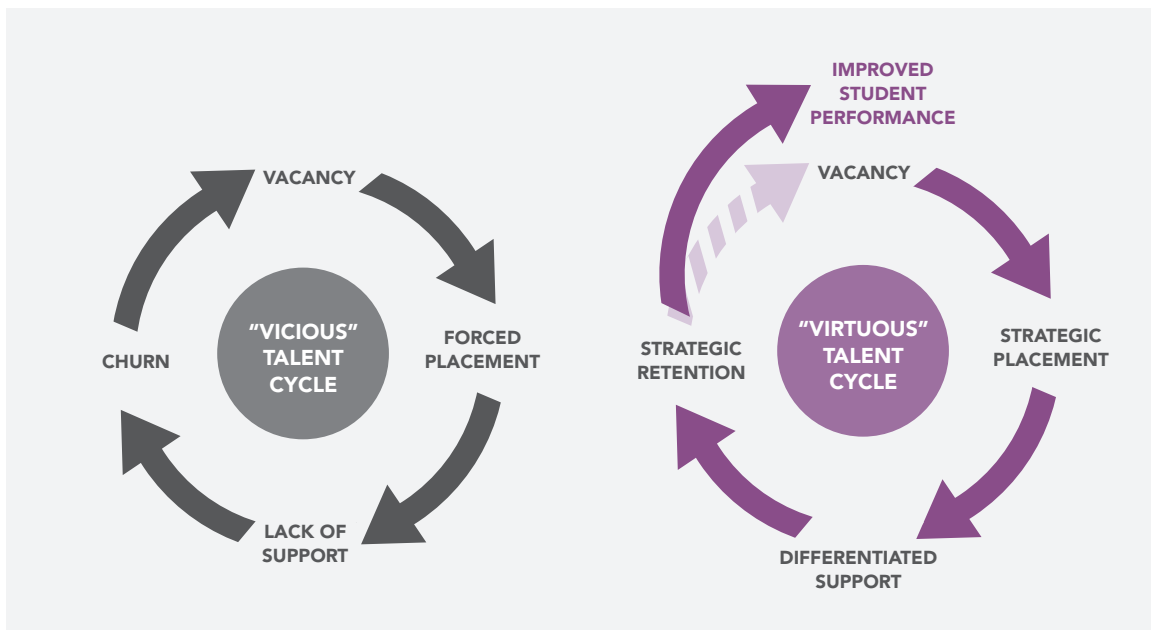 VACANCY
FORCED
PLACEMENT
LACK OF
SUPPORT
CHURN
“VICIOUS”
TALENT
CYCLE
IMPROVED
STUDENT
PERFORMANCE
VACANCY
STRATEGIC
PLACEMENT
DIFFERENTIATED
SUPPORT
STRATEGIC
RETENTION
“VIRTUOUS”
TALENT
CYCLE